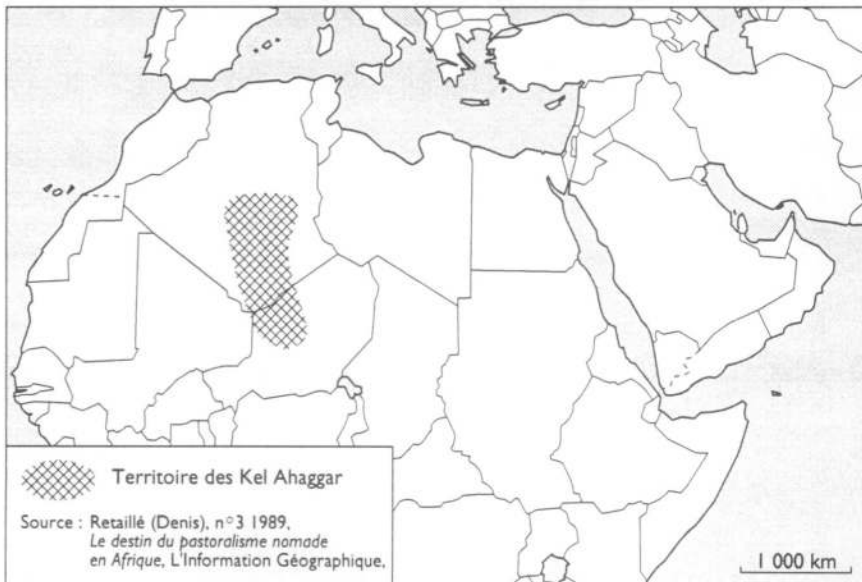 Territoire des Kel Ahaggar
Source : Retaillé (Denis), n°3 1989,
Le destin du pastoralisme nomade
en Afrique, L'Information Géographique,
1 000 km